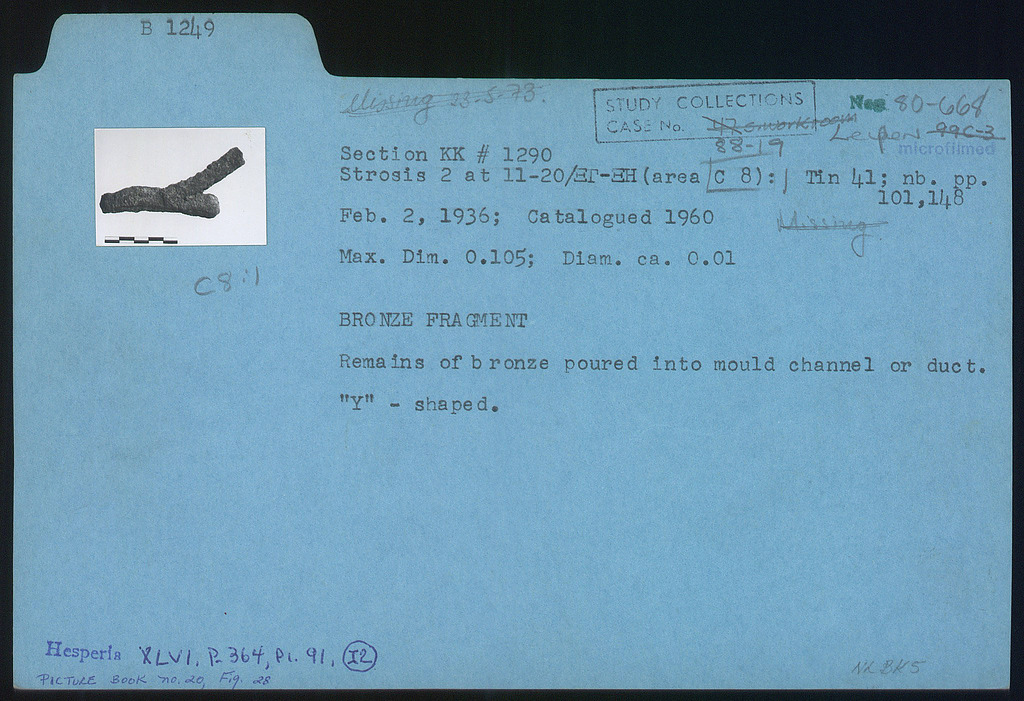 B 1249
Missing 23-5-73.
STUDY COLLECTIONS
CASE No.
88-19
Neg 80-668
99C-3
microfilmed
Section KK # 1290
Strosis 2 at 11-20/ΞΓ-ΞΗ(area C 8): Tin 41; nb. pp.
101,148
Feb. 2, 1936; Catalogued 1960
Missing
Max. Dim. 0.105; Diam. ca. 0.01
C8:1
BRONZE FRAGMENT
Remains of bronze poured into mould channel or duct.
"Y" - shaped.
Hesperia XLVI, P. 364, Pl. 91, I2
PICTURE BOOK no. 20, Fig. 28